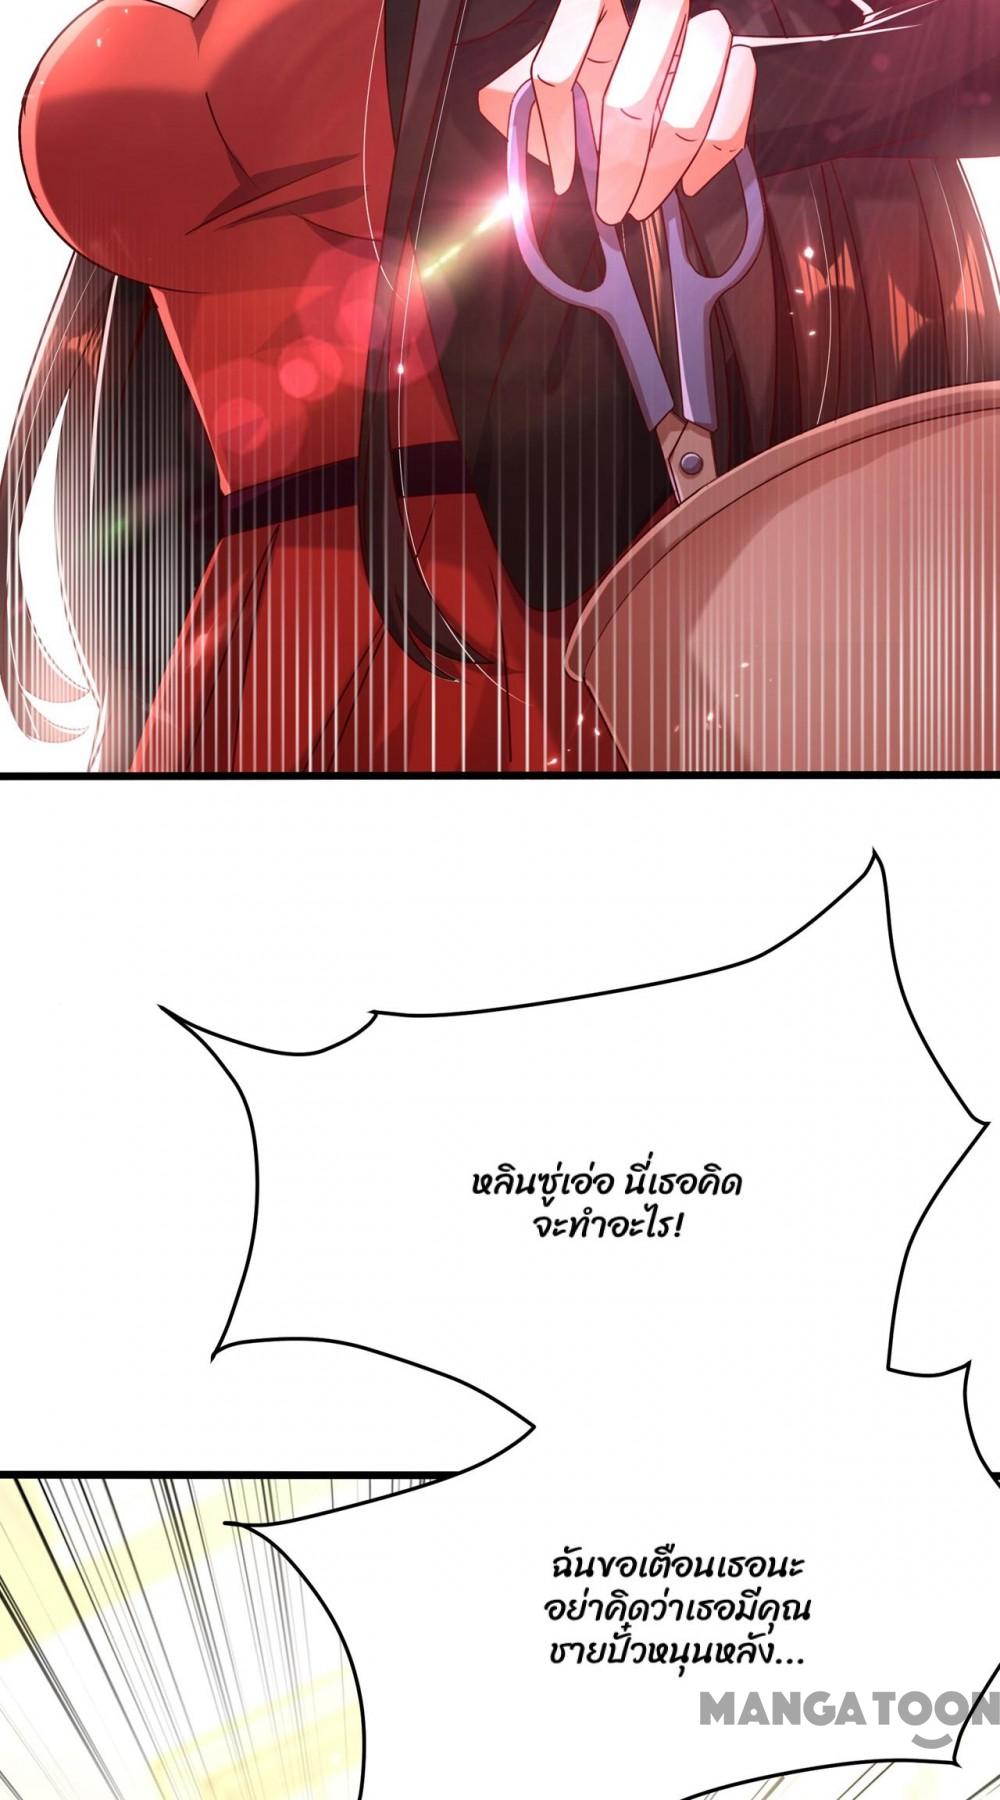 หลินซู่เอ๋อ นี่เธอคิด
จะทำอะไร!
ฉันขอเตือนเธอนะ
อย่าคิดว่าเธอมีคุณ
ชายปั๋วหนุนหลัง...
MANGATOON